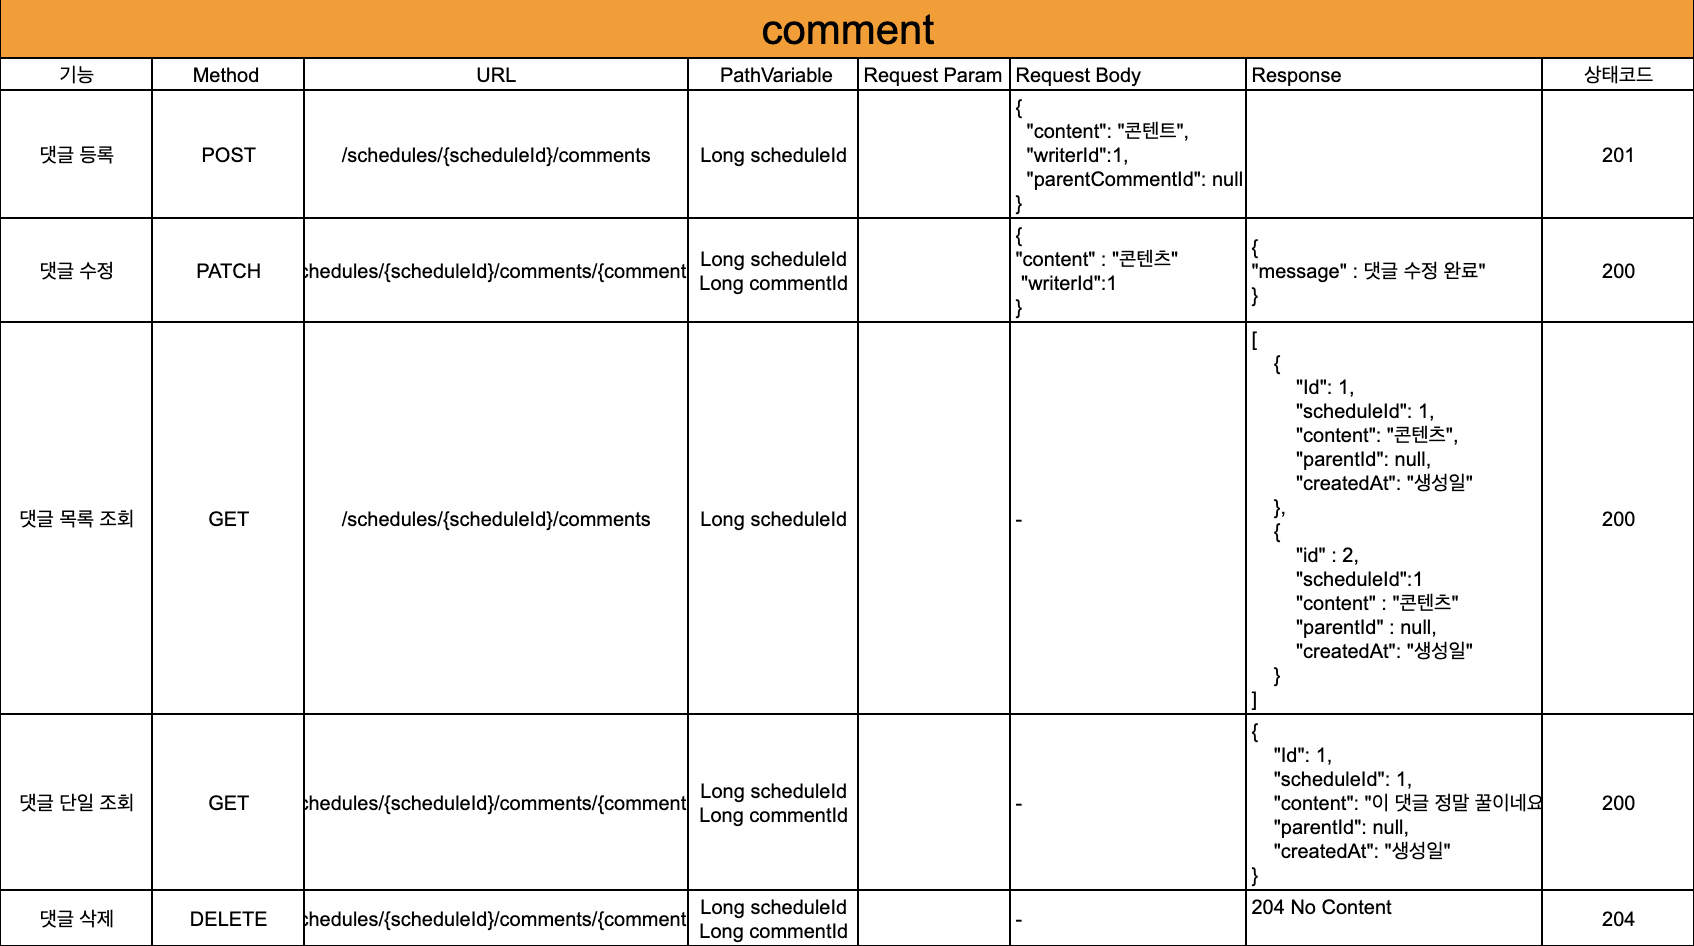 comment
기능 Method URL PathVariable Request Param Request Body Response 상태코드
댓글 등록 POST /schedules/{scheduleId}/comments Long scheduleId
{
"content": "콘텐트",
"writerId":1,
"parentCommentId": null
}
201
댓글 수정 PATCH chedules/{scheduleId}/comments/{comment
Long scheduleId
Long commentId
{
"content" : "콘텐츠"
"writerId":1
}
{
"message" : 댓글 수정 완료"
}
200
댓글 목록 조회 GET /schedules/{scheduleId}/comments Long scheduleId -
[
{
"Id": 1,
"scheduleId": 1,
"content": "콘텐츠",
"parentId": null,
"createdAt": "생성일"
},
{
"id" : 2,
"scheduleId":1
"content" : "콘텐츠"
"parentId" : null,
"createdAt": "생성일"
}
]
200
댓글 단일 조회 GET chedules/{scheduleId}/comments/{comment
Long scheduleId
Long commentId
-
{
"Id": 1,
"scheduleId": 1,
"content": "이 댓글 정말 꿀이네요
"parentId": null,
"createdAt": "생성일"
}
200
댓글 삭제 DELETE chedules/{scheduleId}/comments/{comment
Long scheduleId
Long commentId
-
204 No Content
204